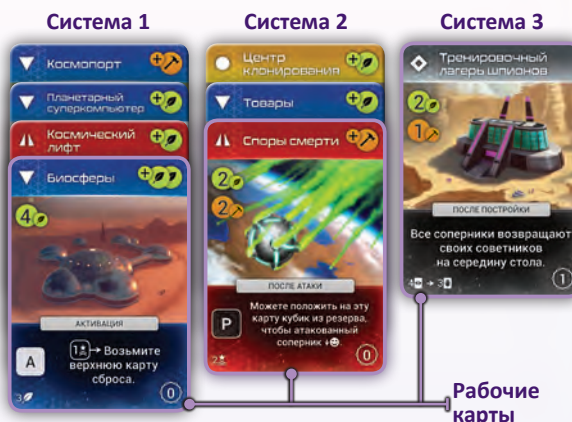 Система 1
Система 2
Система 3
Космопорт
Планетарный
суперкомпьютер
Космический
лифт
Биосферы
4
АКТИВАЦИЯ
A
1 → Возьмите
верхнюю карту
сброса.
3
0
Центр
клонирования
Товары
Споры смерти
2
2
ПОСЛЕ АТАКИ
P
Можете положить на эту
карту кубик из резерва,
чтобы атакованный
соперник
2
0
Тренировочный
лагерь шпионов
2
1
ПОСЛЕ ПОСТРОЙКИ
Все соперники возвращают
своих советников
на середину стола.
4 → 3
1
Рабочие
карты